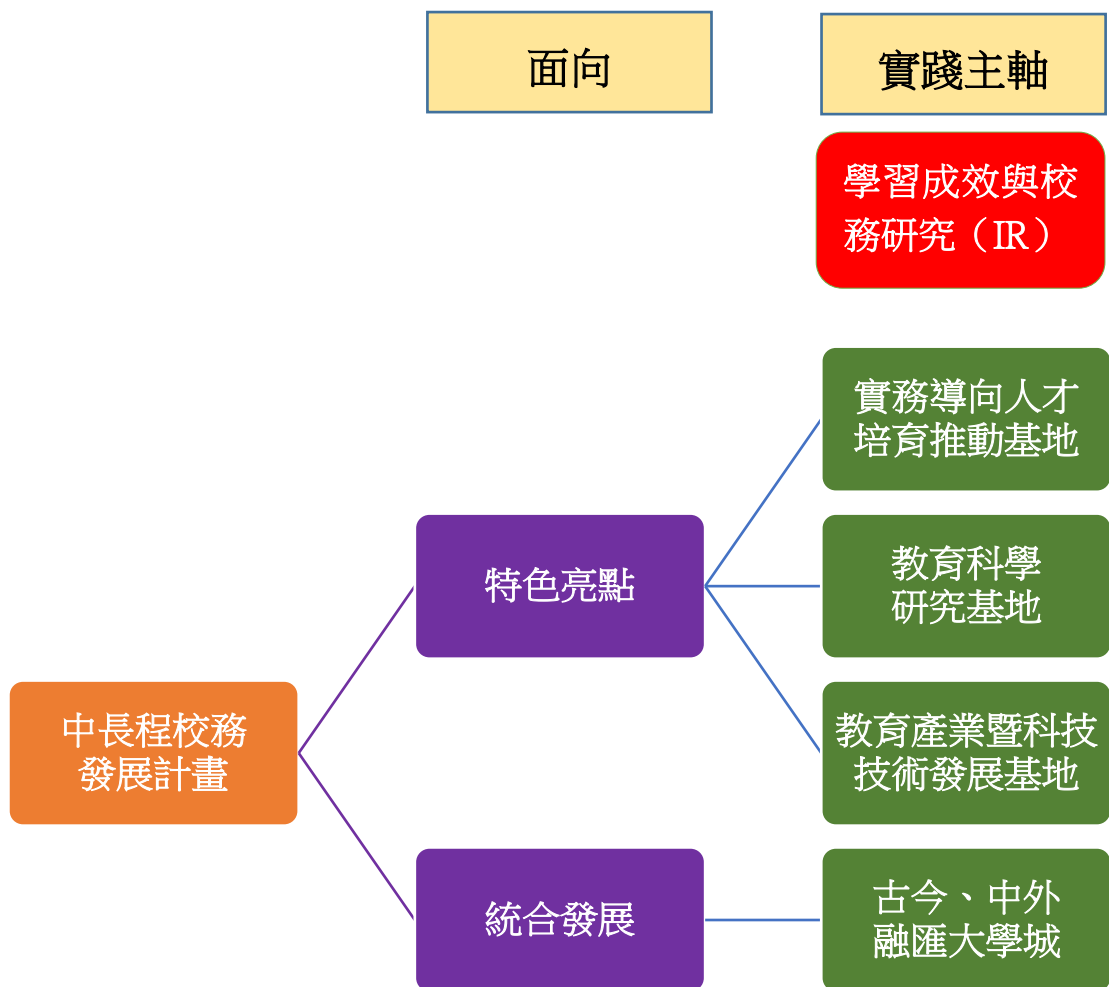 面向
實踐主軸
學習成效與校
務研究（IR）
實務導向人才
培育推動基地
特色亮點
教育科學
研究基地
中長程校務
發展計畫
教育產業暨科技
技術發展基地
統合發展
古今、中外
融匯大學城